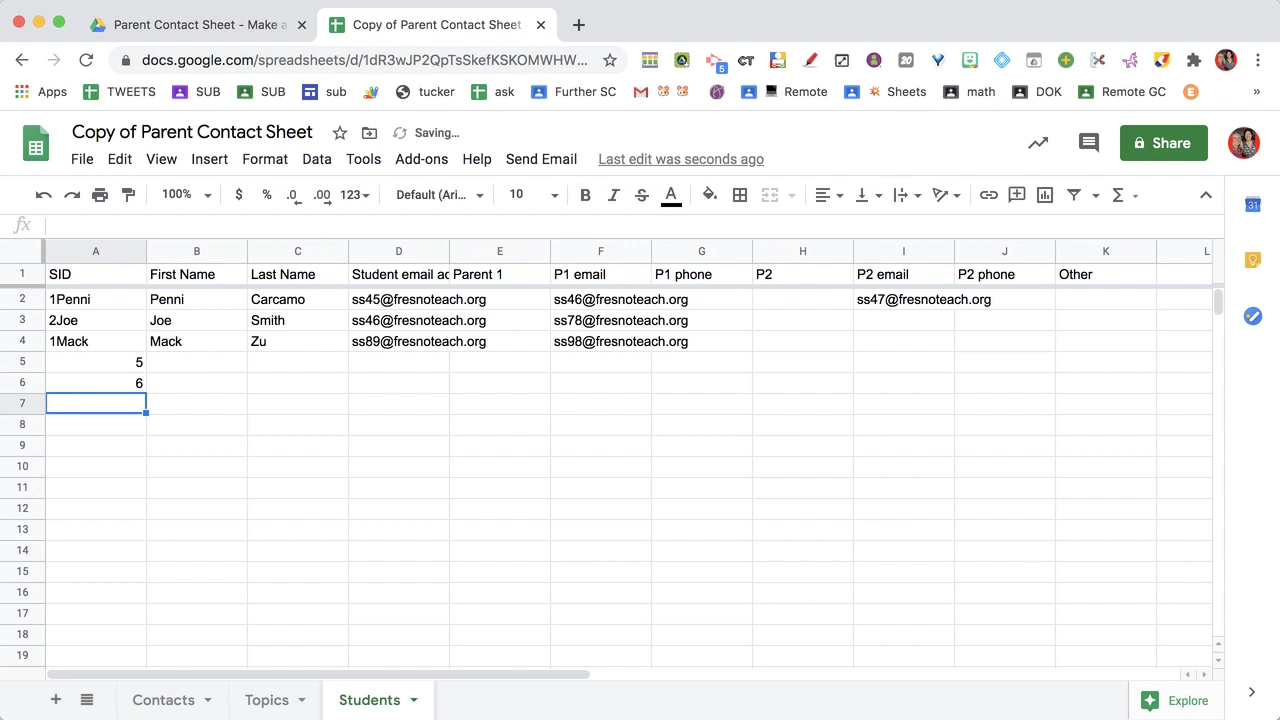 Parent Contact Sheet - Make a
Copy of Parent Contact Sheet
docs.google.com/spreadsheets/d/1dR3wJP2QpTsSkefKSKOMWHW...
5
CT
20
Apps TWEETS SUB SUB sub tucker ask Further SC Remote Sheets math DOK Remote GC E »
Copy of Parent Contact Sheet Saving...
File Edit View Insert Format Data Tools Add-ons Help Send Email Last edit was seconds ago
Share
100% $ % .0 .00 123 Default (Ari... 10 B I S A Σ
31
fx
A B C D E F G H I J K L
1 SID First Name Last Name Student email ac Parent 1 P1 email P1 phone P2 P2 email P2 phone Other
2 1Penni Penni Carcamo ss45@fresnoteach.org ss46@fresnoteach.org ss47@fresnoteach.org
3 2Joe Joe Smith ss46@fresnoteach.org ss78@fresnoteach.org
4 1Mack Mack Zu ss89@fresnoteach.org ss98@fresnoteach.org
5 5
6 6
7
8
9
10
11
12
13
14
15
16
17
18
19
+ Contacts Topics Students Explore